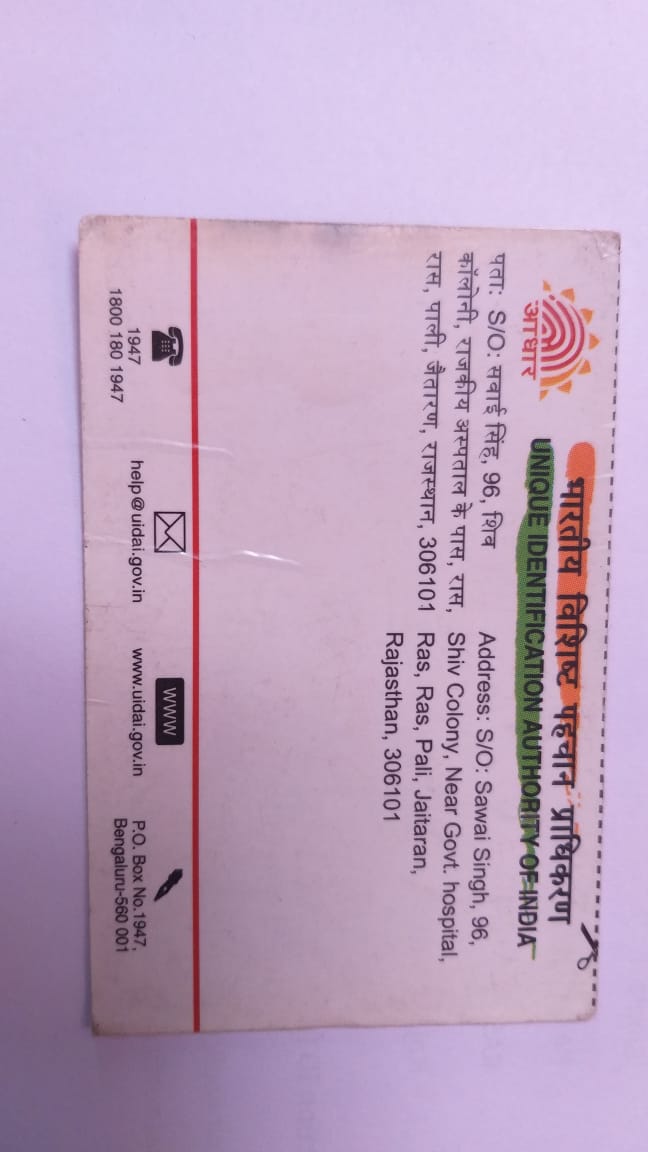 आधार
भारतीय विशिष्ट पहचान प्राधिकरण
UNIQUE IDENTIFICATION AUTHORITY OF INDIA
पता: S/O: सवाई सिंह, 96, शिव
कॉलोनी, राजकीय अस्पताल के पास, रास,
रास, पाली, जैतारण, राजस्थान, 306101
Address: S/O: Sawai Singh, 96,
Shiv Colony, Near Govt. hospital,
Ras, Ras, Pali, Jaitaran,
Rajasthan, 306101
1947
1800 180 1947
help@uidai.gov.in
WWW
www.uidai.gov.in
P.O. Box No.1947,
Bengaluru-560 001